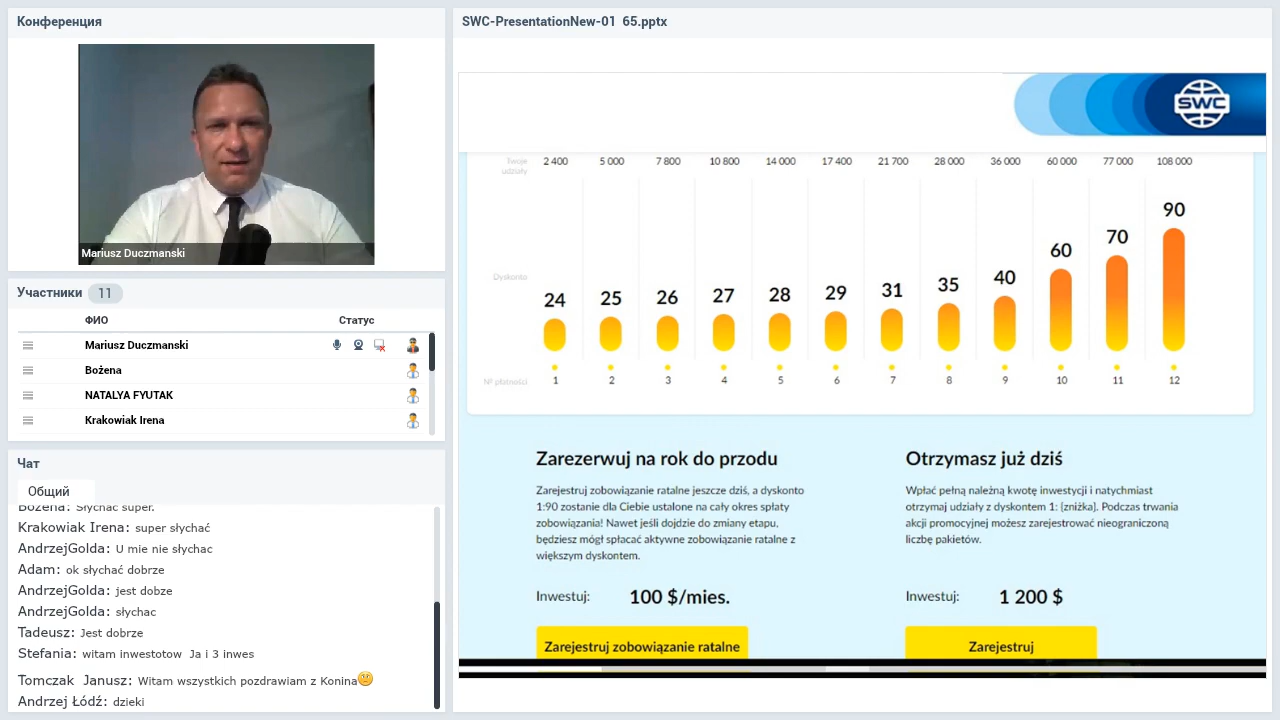 Конференция
Mariusz Duczmanski
Участники 11
ФИО Статус
Mariusz Duczmanski
Bożena
NATALYA FYUTAK
Krakowiak Irena
Чат
Общий
Bożena: Słychać super.
Krakowiak Irena: super słychać
AndrzejGolda: U mie nie słychac
Adam: ok słychać dobrze
AndrzejGolda: jest dobze
AndrzejGolda: słychac
Tadeusz: Jest dobrze
Stefania: witam inwestotow Ja i 3 inwes
Tomczak Janusz: Witam wszystkich pozdrawiam z Konina
Andrzej Łódź: dzieki
SWC-PresentationNew-01 65.pptx
SWC
Twoje udziały 2 400 5 000 7 800 10 800 14 000 17 400 21 700 28 000 36 000 60 000 77 000 108 000
Dyskonto
24 25 26 27 28 29 31 35 40 60 70 90
Nº płatności 1 2 3 4 5 6 7 8 9 10 11 12
Zarezerwuj na rok do przodu
Zarejestruj zobowiązanie ratalne jeszcze dziś, a dyskonto
1:90 zostanie dla Ciebie ustalone na cały okres spłaty
zobowiązania! Nawet jeśli dojdzie do zmiany etapu,
będziesz mógł spłacać aktywne zobowiązanie ratalne z
większym dyskontem.
Inwestuj: 100 $/mies.
Zarejestruj zobowiązanie ratalne
Otrzymasz już dziś
Wpłać pełną należną kwotę inwestycji i natychmiast
otrzymaj udziały z dyskontem 1: {zniżka}. Podczas trwania
akcji promocyjnej możesz zarejestrować nieograniczoną
liczbę pakietów.
Inwestuj: 1 200 $
Zarejestruj